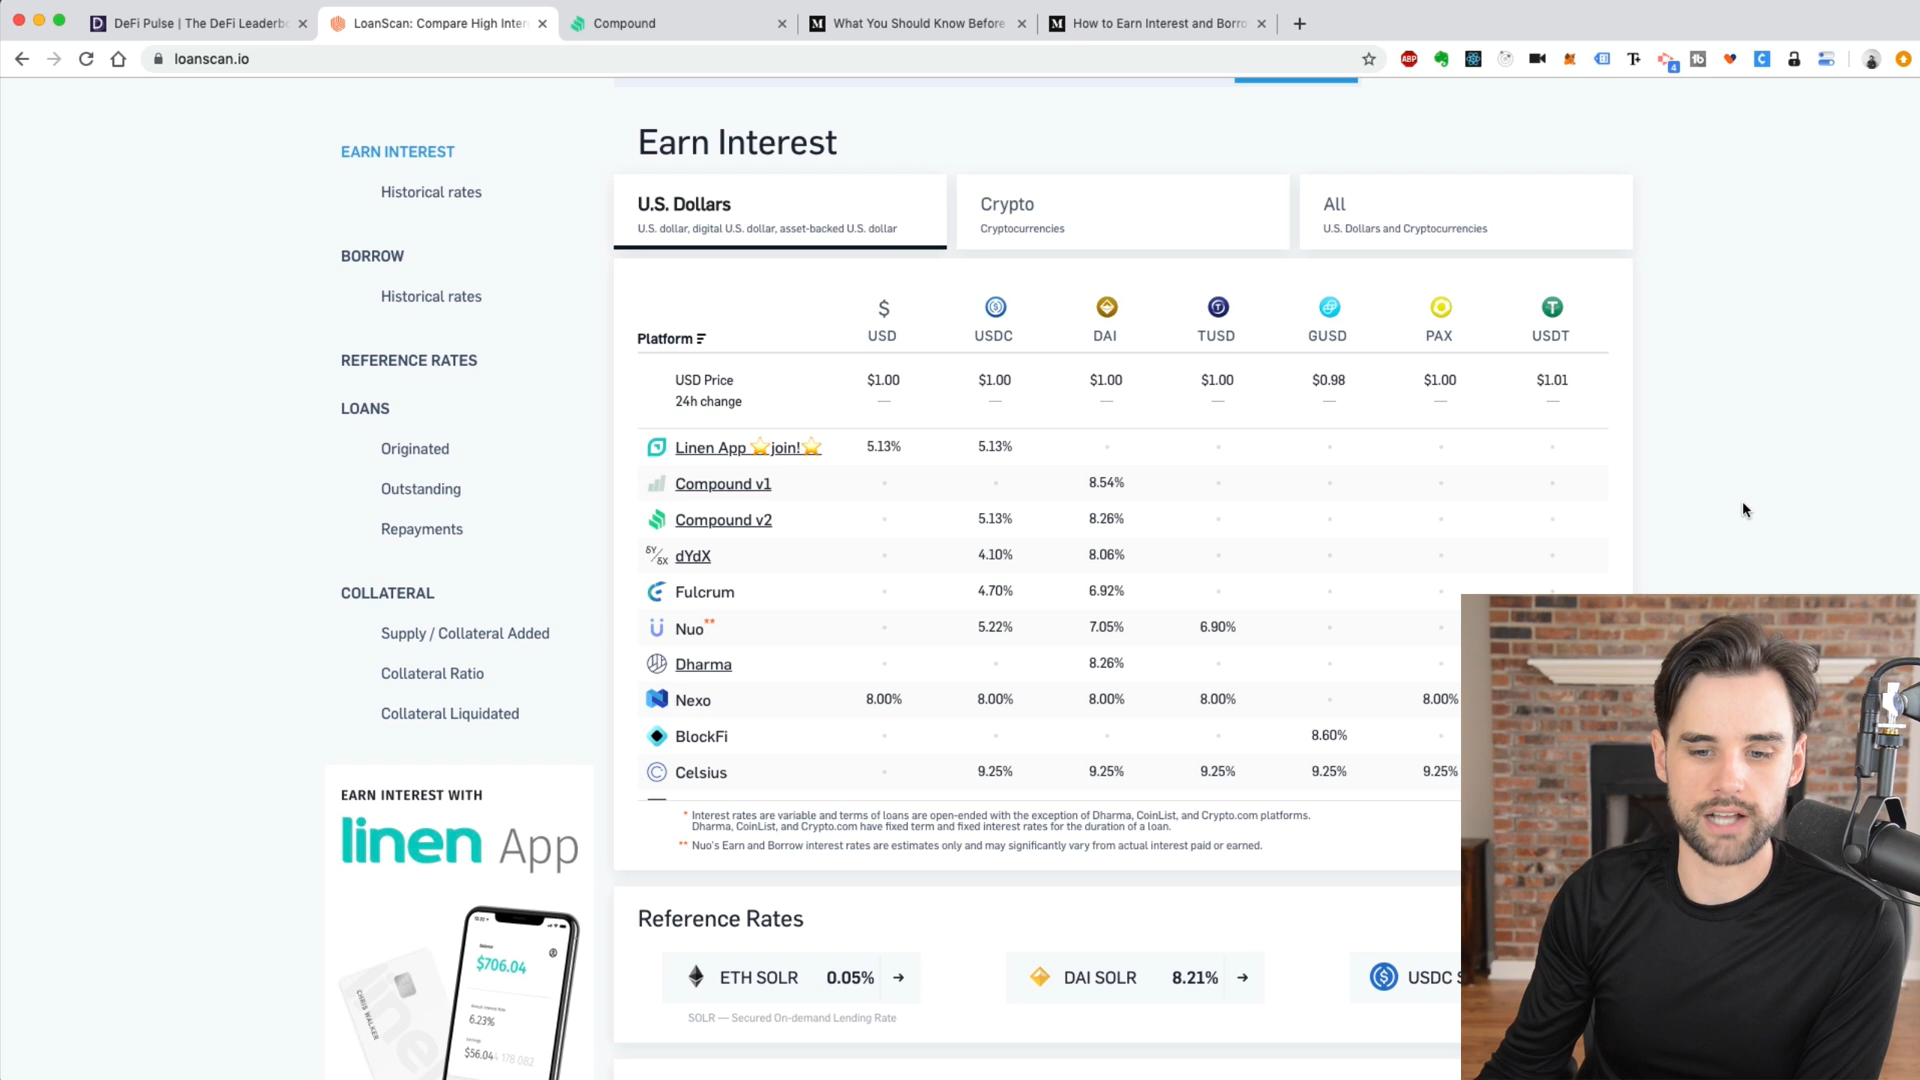 DeFi Pulse | The DeFi Leaderbo
LoanScan: Compare High Inter
Compound
What You Should Know Before
How to Earn Interest and Borro
loanscan.io
EARN INTEREST
Historical rates
BORROW
Historical rates
REFERENCE RATES
LOANS
Originated
Outstanding
Repayments
COLLATERAL
Supply / Collateral Added
Collateral Ratio
Collateral Liquidated
EARN INTEREST WITH
linen App
Balance
$706.04
6.23%
$56.04
CHRIS WALKER
Earn Interest
U.S. Dollars
U.S. dollar, digital U.S. dollar, asset-backed U.S. dollar
Crypto
Cryptocurrencies
All
U.S. Dollars and Cryptocurrencies
Platform USD USDC DAI TUSD GUSD PAX USDT
USD Price $1.00 $1.00 $1.00 $1.00 $0.98 $1.00 $1.01
24h change — — — — — — —
Linen App ⭐join!⭐ 5.13% 5.13%
Compound v1 8.54%
Compound v2 5.13% 8.26%
dYdX 4.10% 8.06%
Fulcrum 4.70% 6.92%
Nuo** 5.22% 7.05% 6.90%
Dharma 8.26%
Nexo 8.00% 8.00% 8.00% 8.00% 8.00%
BlockFi 8.60%
Celsius 9.25% 9.25% 9.25% 9.25% 9.25%
* Interest rates are variable and terms of loans are open-ended with the exception of Dharma, CoinList, and Crypto.com platforms.
Dharma, CoinList, and Crypto.com have fixed term and fixed interest rates for the duration of a loan.
** Nuo's Earn and Borrow interest rates are estimates only and may significantly vary from actual interest paid or earned.
Reference Rates
ETH SOLR 0.05% →
DAI SOLR 8.21% →
USDC S
SOLR — Secured On-demand Lending Rate